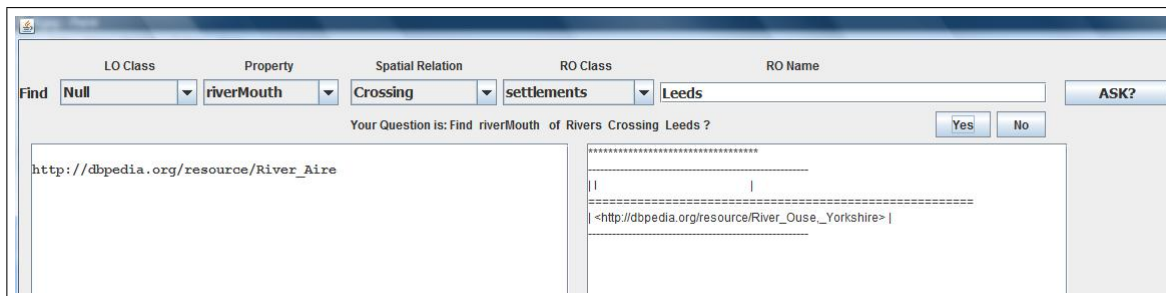 LO Class Property Spatial Relation RO Class RO Name
Find Null riverMouth Crossing settlements Leeds ASK?
Your Question is: Find riverMouth of Rivers Crossing Leeds ? Yes No
http://dbpedia.org/resource/River_Aire
**********************************
--------------------------------------------------------
| l |
========================================================
| <http://dbpedia.org/resource/River_Ouse,_Yorkshire> |
--------------------------------------------------------